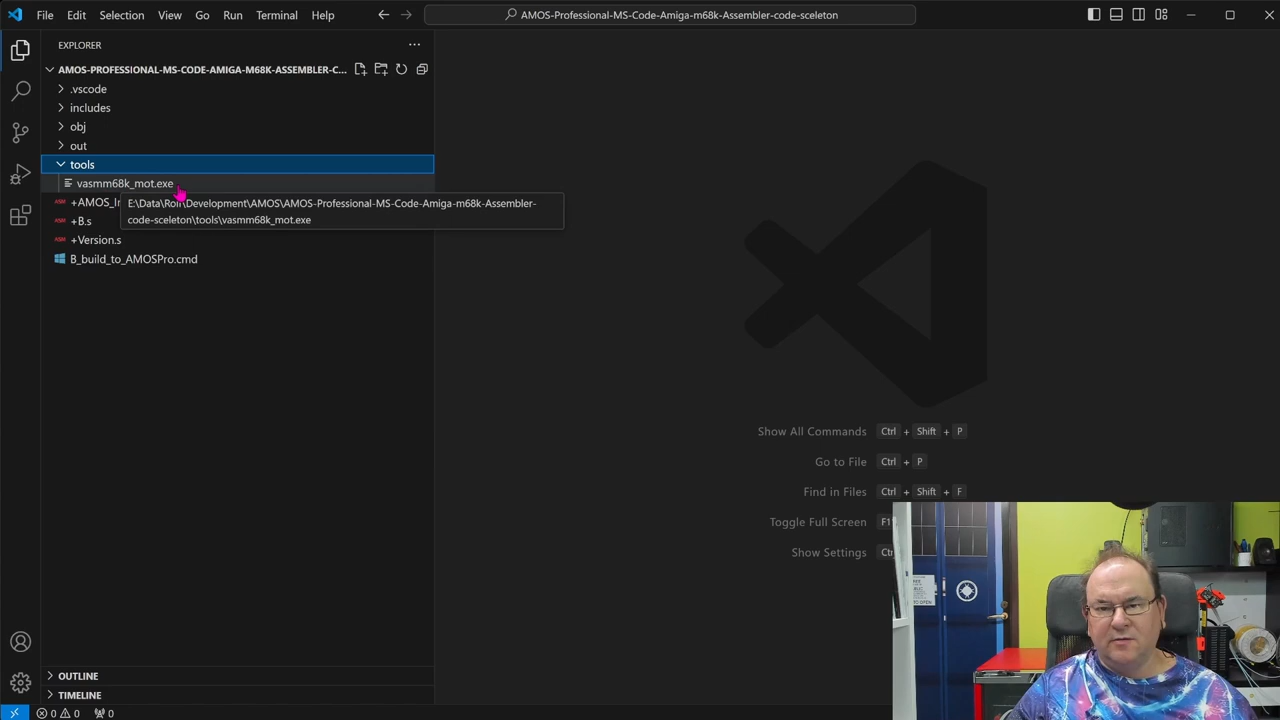 File Edit Selection View Go Run Terminal Help
AMOS-Professional-MS-Code-Amiga-m68k-Assembler-code-sceleton
EXPLORER
AMOS-PROFESSIONAL-MS-CODE-AMIGA-M68K-ASSEMBLER-C...
.vscode
includes
obj
out
tools
vasmm68k_mot.exe
+AMOS_In
E:\Data\Rolf\Development\AMOS\AMOS-Professional-MS-Code-Amiga-m68k-Assembler-
code-sceleton\tools\vasmm68k_mot.exe
+B.s
+Version.s
B_build_to_AMOSPro.cmd
Show All Commands Ctrl + Shift + P
Go to File Ctrl + P
Find in Files Ctrl + Shift + F
Toggle Full Screen F1
Show Settings
OUTLINE
TIMELINE
0 0 0